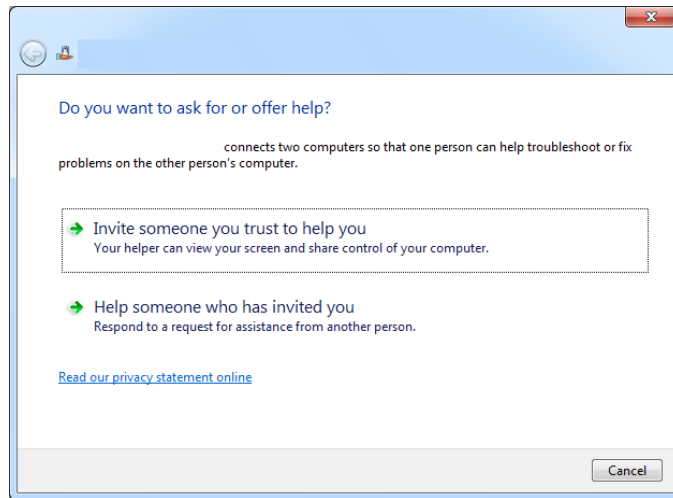 Do you want to ask for or offer help?
connects two computers so that one person can help troubleshoot or fix
problems on the other person's computer.
Invite someone you trust to help you
Your helper can view your screen and share control of your computer.
Help someone who has invited you
Respond to a request for assistance from another person.
Read our privacy statement online
Cancel